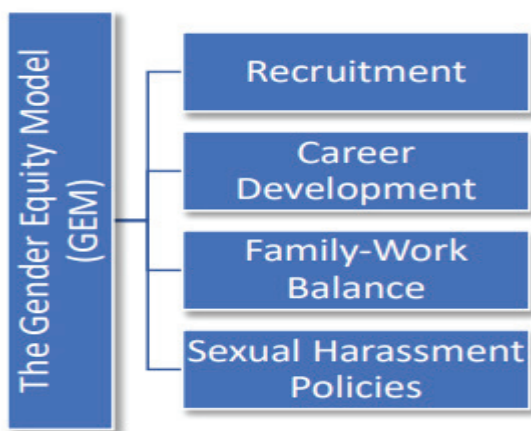 The Gender Equity Model
(GEM)
Recruitment
Career
Development
Family-Work
Balance
Sexual Harassment
Policies